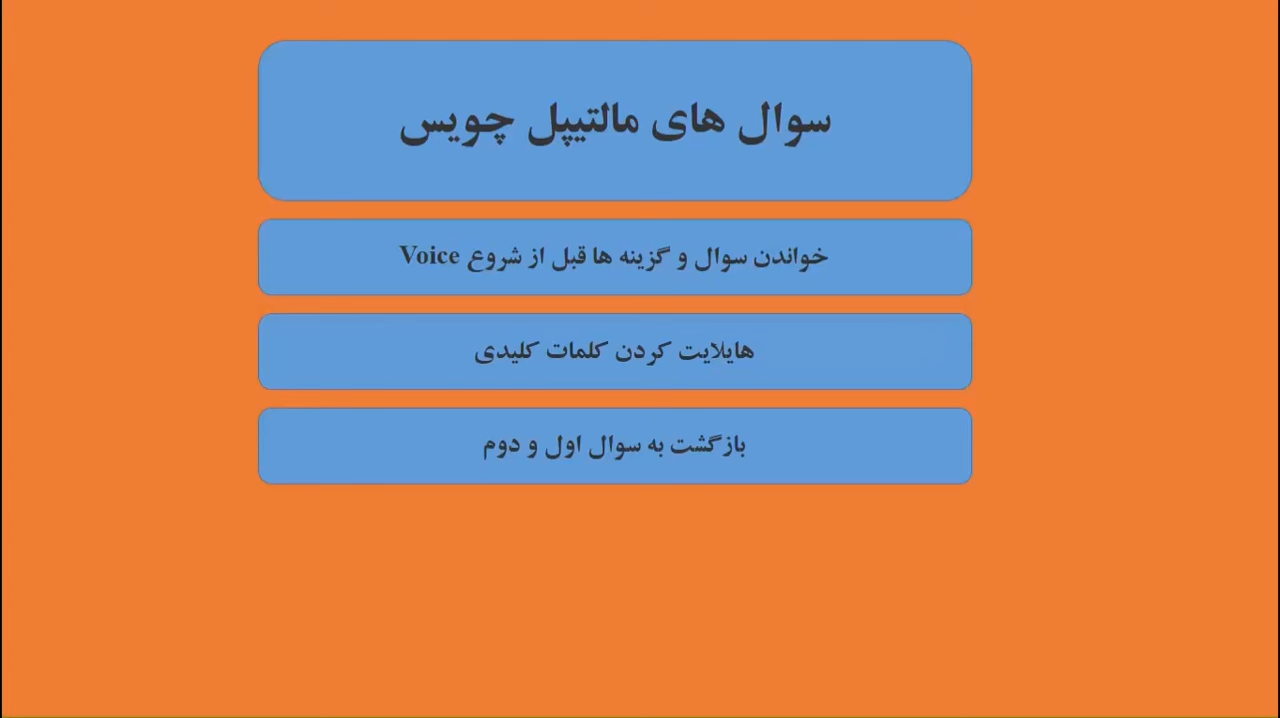 سوال های مالتیپل چویس
خواندن سوال و گزینه ها قبل از شروع Voice
هایلایت کردن کلمات کلیدی
بازگشت به سوال اول و دوم